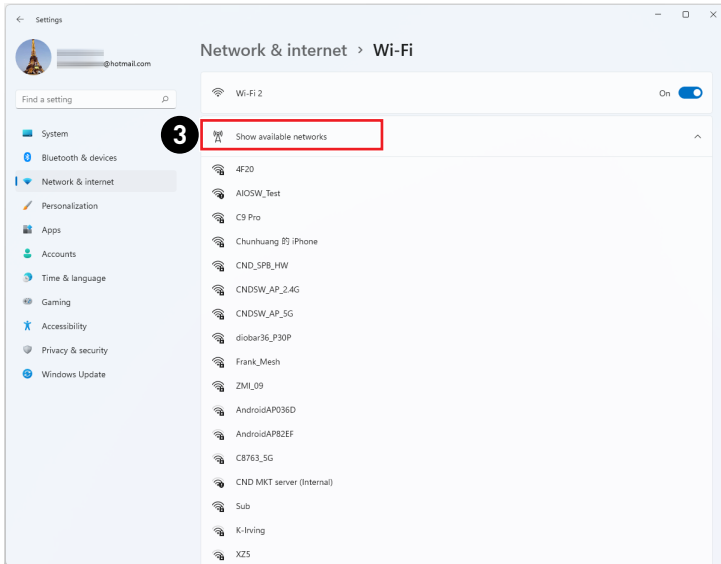 Settings
@hotmail.com
Find a setting
System
Bluetooth & devices
Network & internet
Personalization
Apps
Accounts
Time & language
Gaming
Accessibility
Privacy & security
Windows Update
Network & internet > Wi-Fi
Wi-Fi 2
On
3
Show available networks
4F20
AIOSW_Test
C9 Pro
Chunhuang 的 iPhone
CND_SPB_HW
CNDSW_AP_2.4G
CNDSW_AP_5G
diobar36_P30P
Frank_Mesh
ZMI_09
AndroidAP036D
AndroidAP82EF
C8763_5G
CND MKT server (Internal)
Sub
K-Irving
XZ5